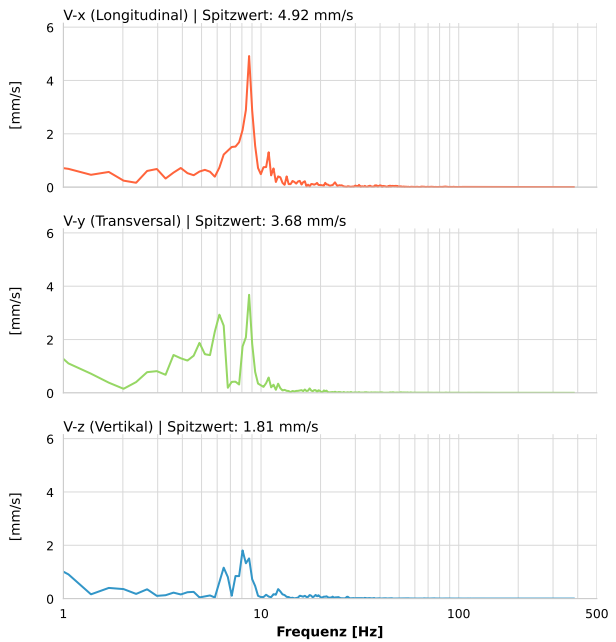 V-x (Longitudinal) | Spitzwert: 4.92 mm/s
6
4
2
0
[mm/s]
V-y (Transversal) | Spitzwert: 3.68 mm/s
6
4
2
0
[mm/s]
V-z (Vertikal) | Spitzwert: 1.81 mm/s
6
4
2
0
[mm/s]
1 10 100 500
Frequenz [Hz]